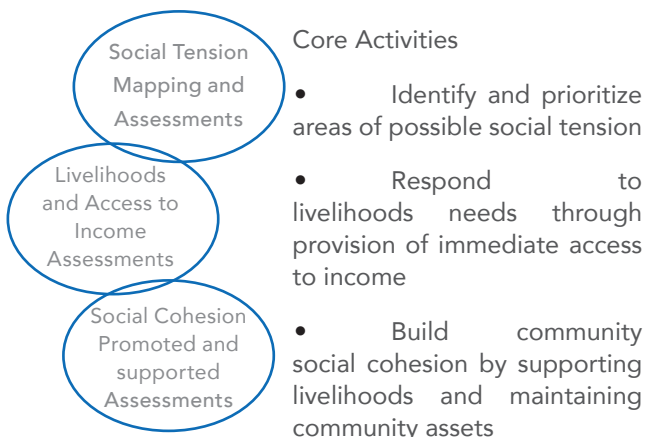 Social Tension
Mapping and
Assessments
Livelihoods
and Access to
Income
Assessments
Social Cohesion
Promoted and
supported
Assessments
Core Activities
• Identify and prioritize
areas of possible social tension
• Respond to
livelihoods needs through
provision of immediate access
to income
• Build community
social cohesion by supporting
livelihoods and maintaining
community assets